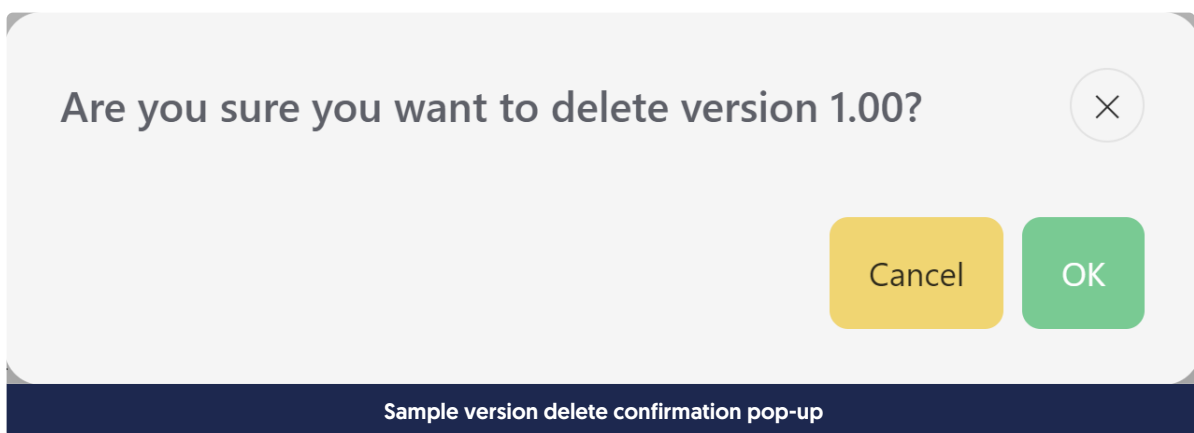 Are you sure you want to delete version 1.00?
Cancel OK
Sample version delete confirmation pop-up